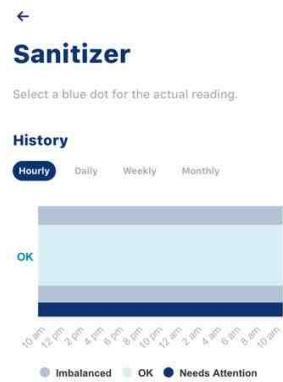 Sanitizer
Select a blue dot for the actual reading.
History
Hourly Daily Weekly Monthly
OK
10 am 12 pm 2 pm 4 pm 6 pm 8 pm 10 pm 12 am 2 am 4 am 6 am 8 am 10 am
Imbalanced OK Needs Attention